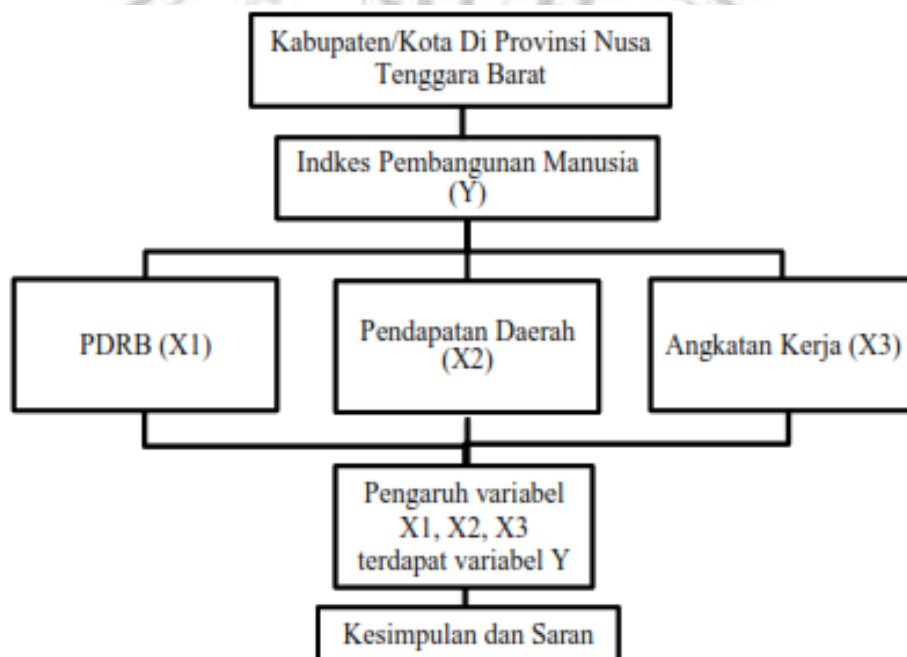 Kabupaten/Kota Di Provinsi Nusa
Tenggara Barat
Indkes Pembangunan Manusia
(Y)
PDRB (X1)
Pendapatan Daerah
(X2)
Angkatan Kerja (X3)
Pengaruh variabel
X1, X2, X3
terdapat variabel Y
Kesimpulan dan Saran